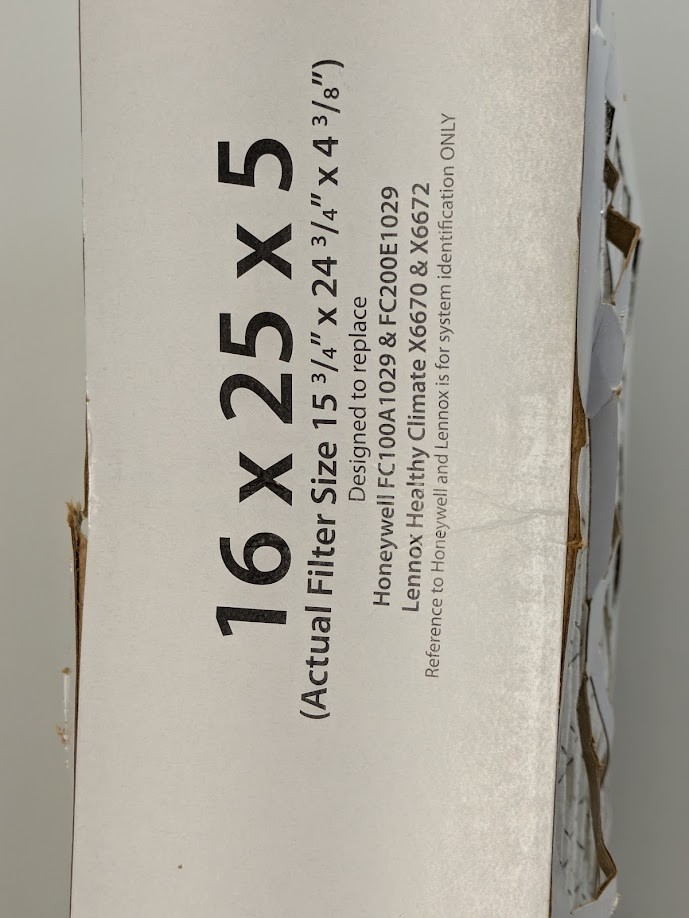 16 x 25 x 5
(Actual Filter Size 15 3/4" x 24 3/4" x 4 3/8")
Designed to replace
Honeywell FC100A1029 & FC200E1029
Lennox Healthy Climate X6670 & X6672
Reference to Honeywell and Lennox is for system identification ONLY